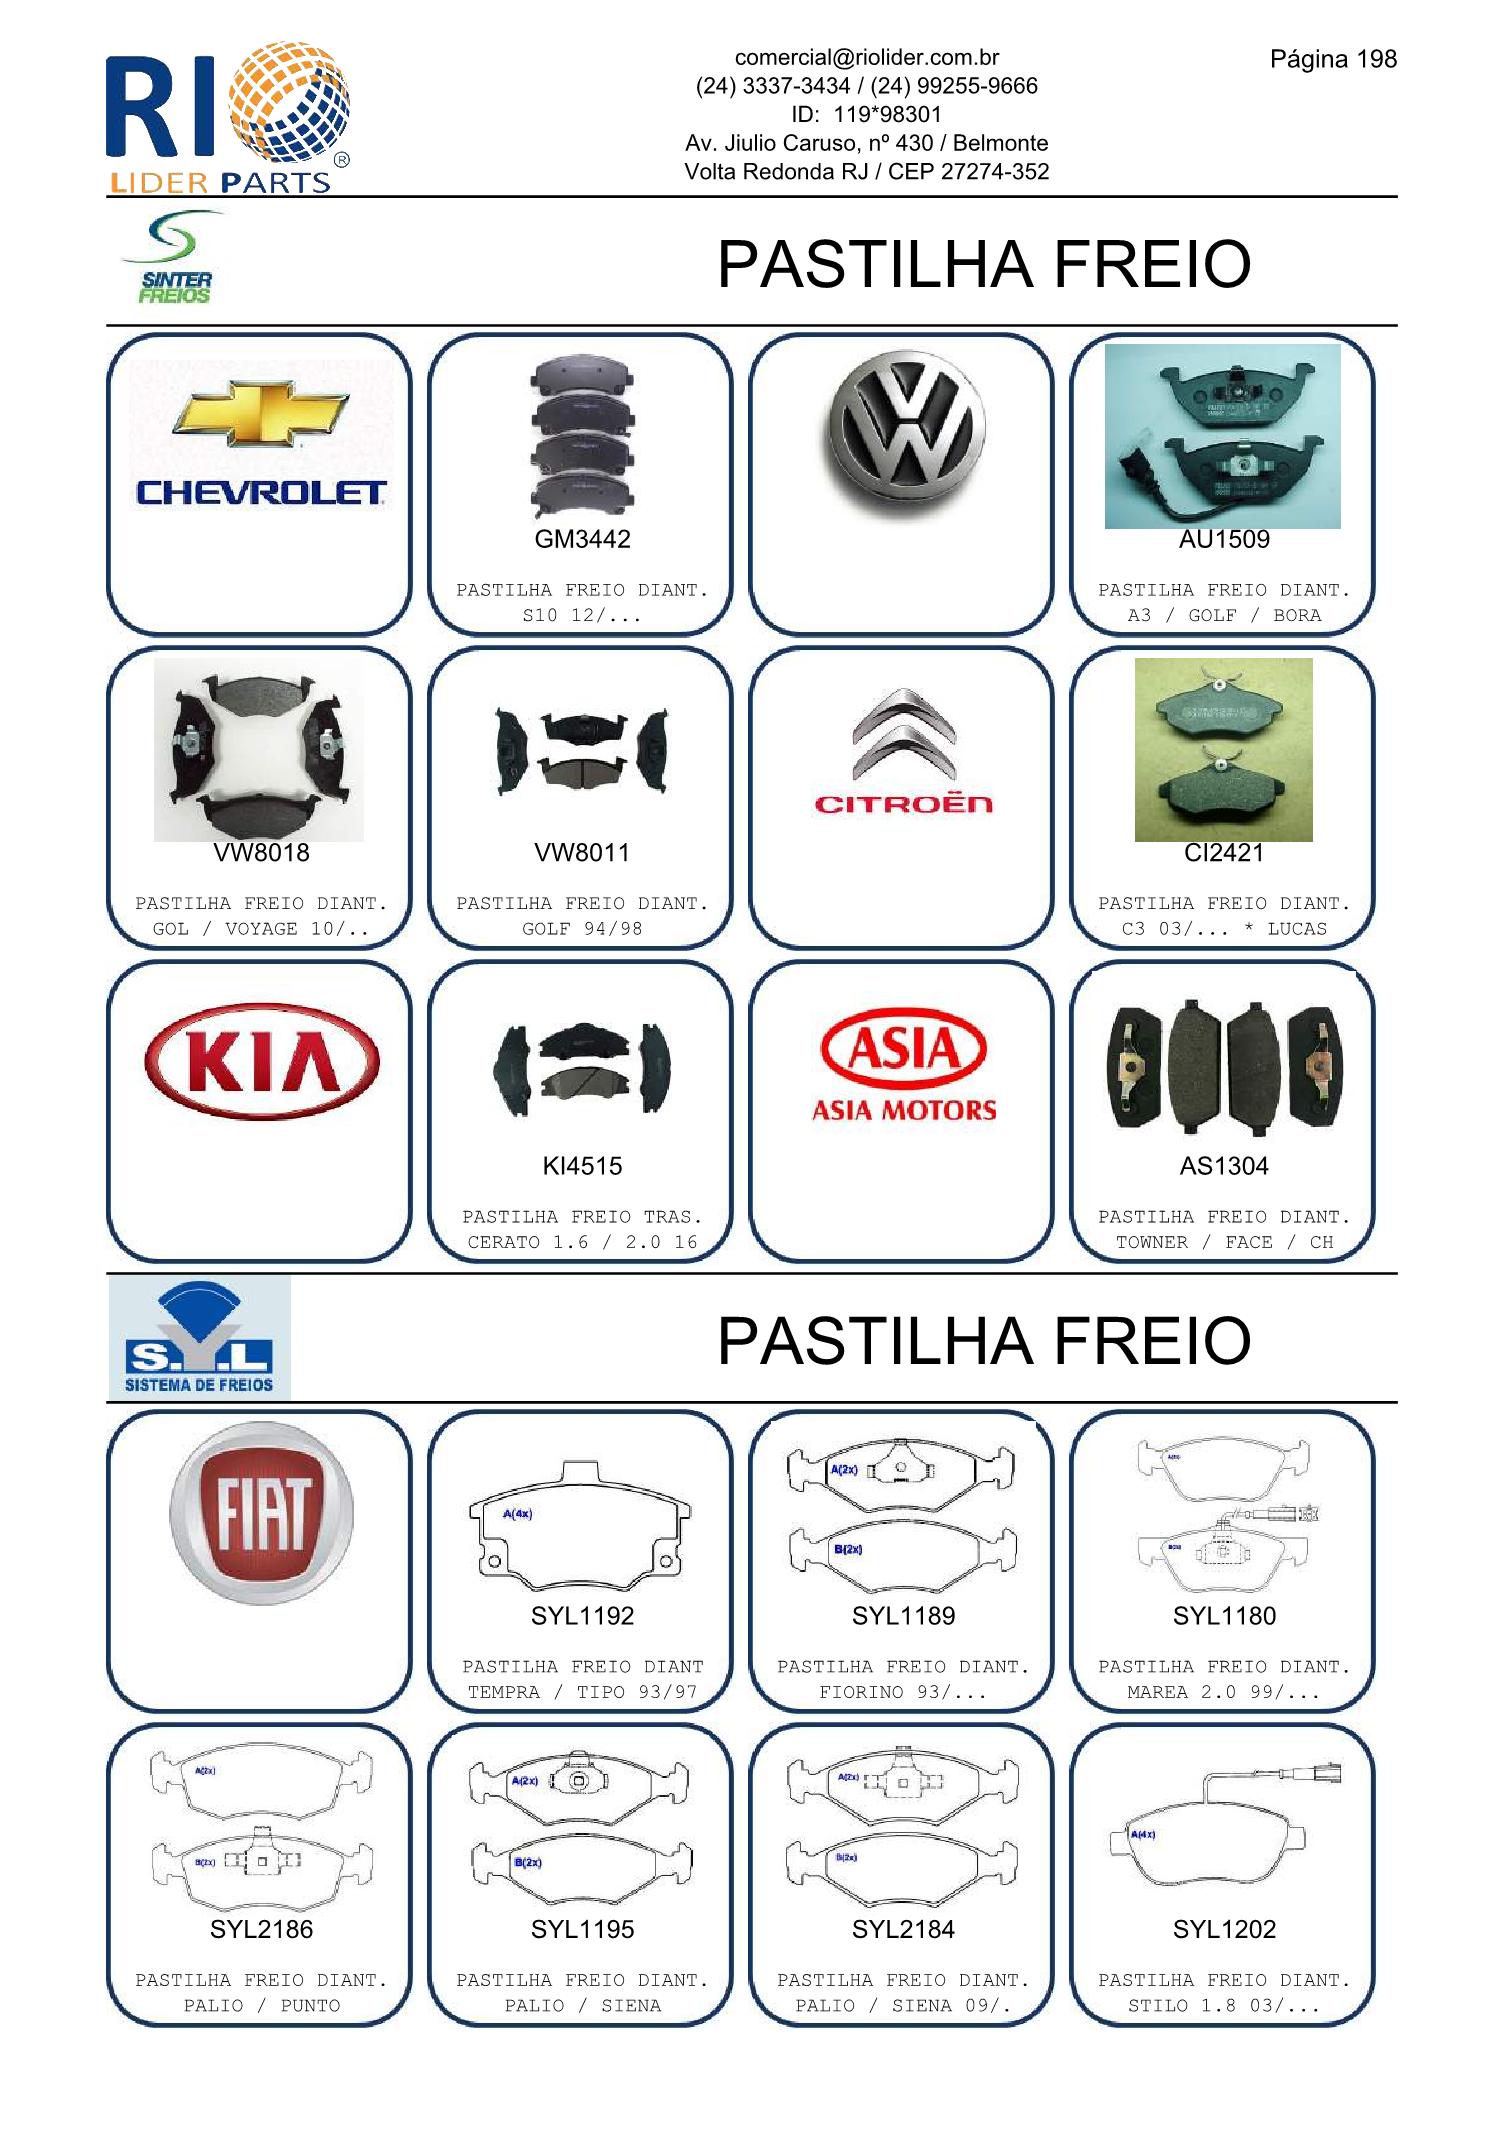 RIO
LIDER PARTS
®
comercial@riolider.com.br
(24) 3337-3434 / (24) 99255-9666
ID: 119*98301
Av. Jiulio Caruso, nº 430 / Belmonte
Volta Redonda RJ / CEP 27274-352
Página 198
SINTER
FREIOS
PASTILHA FREIO
CHEVROLET
GM3442
PASTILHA FREIO DIANT.
S10 12/...
AU1509
PASTILHA FREIO DIANT.
A3 / GOLF / BORA
VW8018
PASTILHA FREIO DIANT.
GOL / VOYAGE 10/..
VW8011
PASTILHA FREIO DIANT.
GOLF 94/98
CITROËN
CI2421
PASTILHA FREIO DIANT.
C3 03/... * LUCAS
KIA
KI4515
PASTILHA FREIO TRAS.
CERATO 1.6 / 2.0 16
ASIA
ASIA MOTORS
AS1304
PASTILHA FREIO DIANT.
TOWNER / FACE / CH
S.Y.L
SISTEMA DE FREIOS
PASTILHA FREIO
FIAT
A(4x)
SYL1192
PASTILHA FREIO DIANT
TEMPRA / TIPO 93/97
A(2x)
B(2x)
SYL1189
PASTILHA FREIO DIANT.
FIORINO 93/...
A(2x)
B(2x)
SYL1180
PASTILHA FREIO DIANT.
MAREA 2.0 99/...
A(2x)
B(2x)
SYL2186
PASTILHA FREIO DIANT.
PALIO / PUNTO
A(2x)
B(2x)
SYL1195
PASTILHA FREIO DIANT.
PALIO / SIENA
A(2x)
B(2x)
SYL2184
PASTILHA FREIO DIANT.
PALIO / SIENA 09/.
A(4x)
SYL1202
PASTILHA FREIO DIANT.
STILO 1.8 03/...